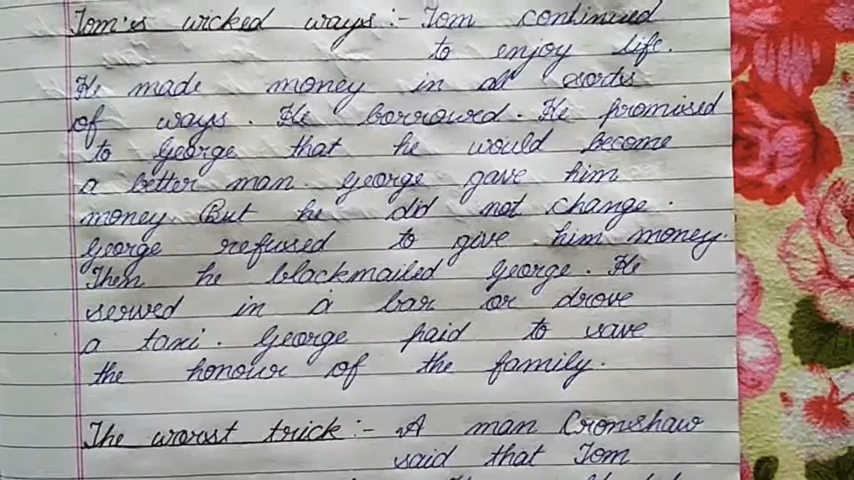 Tom's wicked ways :- Tom continued
to enjoy life.
He made money in all sorts
of ways. He borrowed. He promised
to George that he would become
a better man. George gave him
money. But he did not change.
George refused to give him money.
Then he blackmailed George. He
served in a bar or drove
a taxi. George paid to save
the honour of the family.
The worst trick :- A man Cronshaw
said that Tom